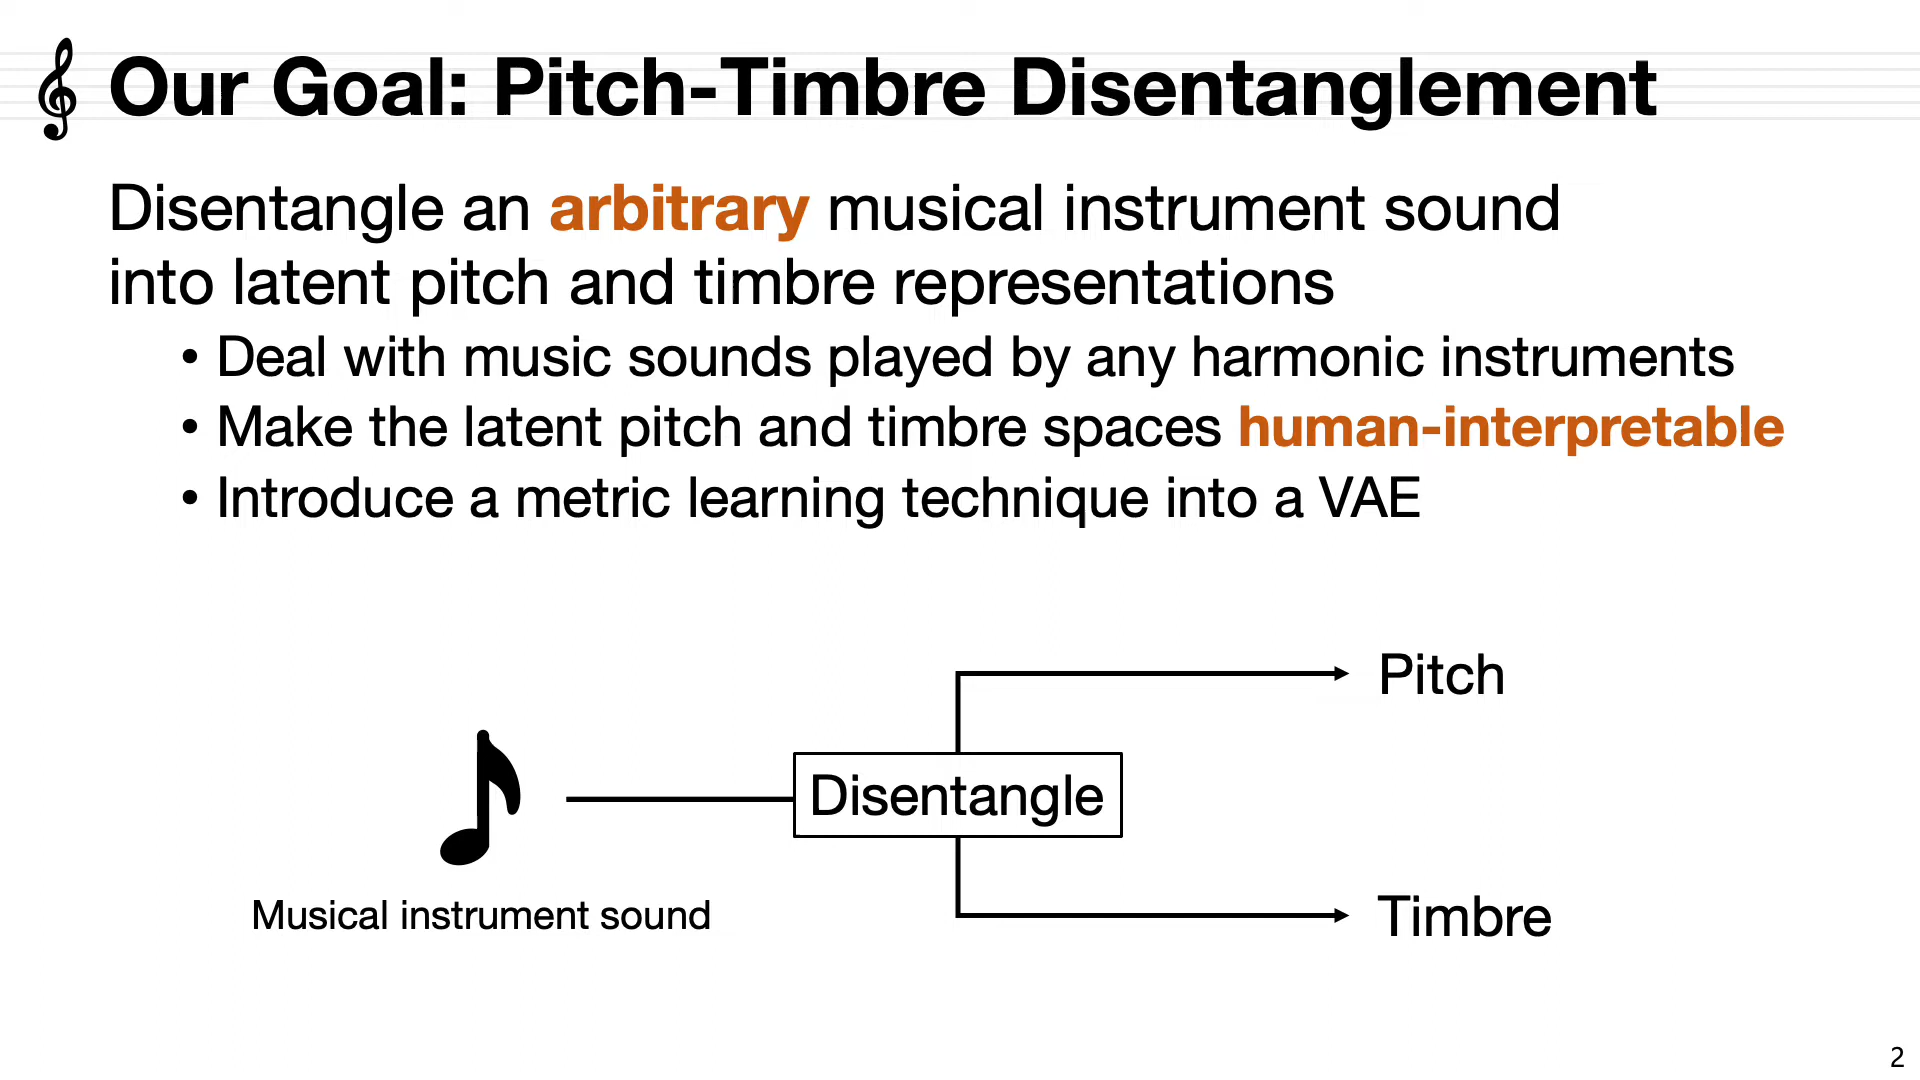 Our Goal: Pitch-Timbre Disentanglement
Disentangle an arbitrary musical instrument sound
into latent pitch and timbre representations
• Deal with music sounds played by any harmonic instruments
• Make the latent pitch and timbre spaces human-interpretable
• Introduce a metric learning technique into a VAE
Pitch
Disentangle
Musical instrument sound
Timbre
2